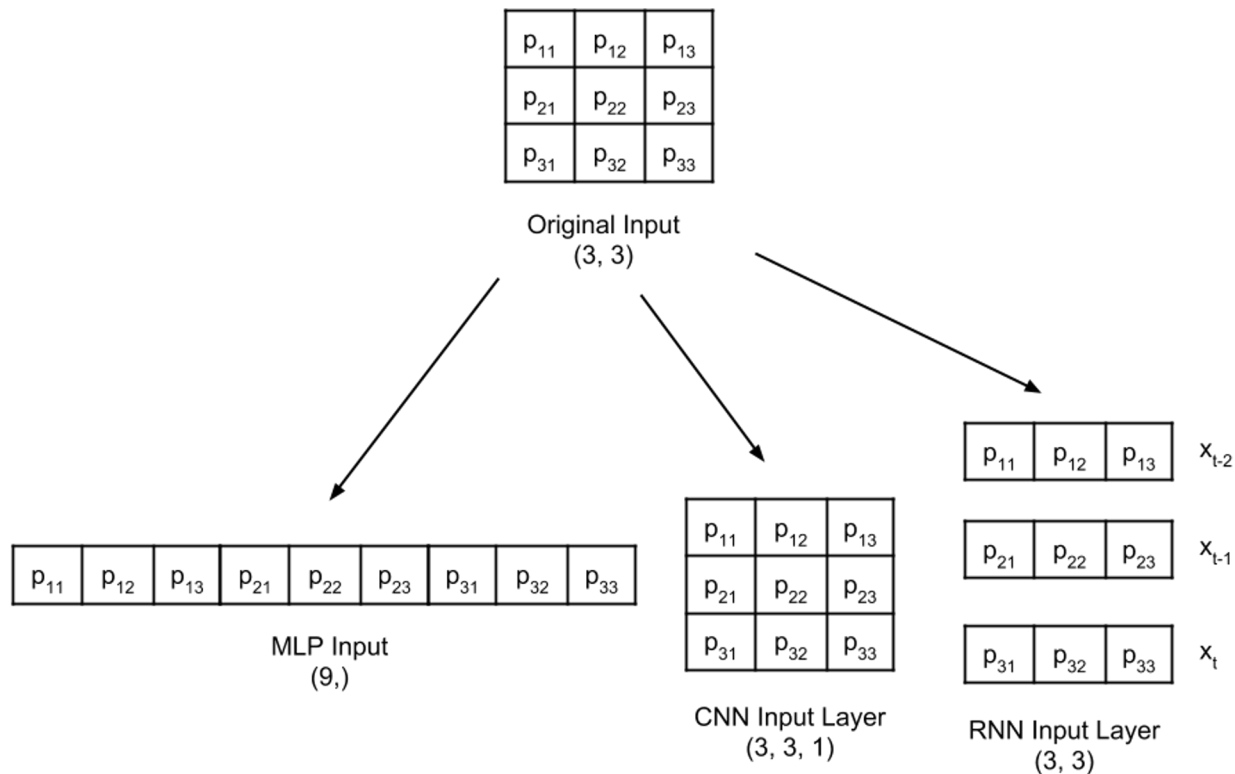 p₁₁ p₁₂ p₁₃
p₂₁ p₂₂ p₂₃
p₃₁ p₃₂ p₃₃
Original Input
(3, 3)
p₁₁ p₁₂ p₁₃ p₂₁ p₂₂ p₂₃ p₃₁ p₃₂ p₃₃
MLP Input
(9,)
p₁₁ p₁₂ p₁₃
p₂₁ p₂₂ p₂₃
p₃₁ p₃₂ p₃₃
CNN Input Layer
(3, 3, 1)
p₁₁ p₁₂ p₁₃ xₜ₋₂
p₂₁ p₂₂ p₂₃ xₜ₋₁
p₃₁ p₃₂ p₃₃ xₜ
RNN Input Layer
(3, 3)